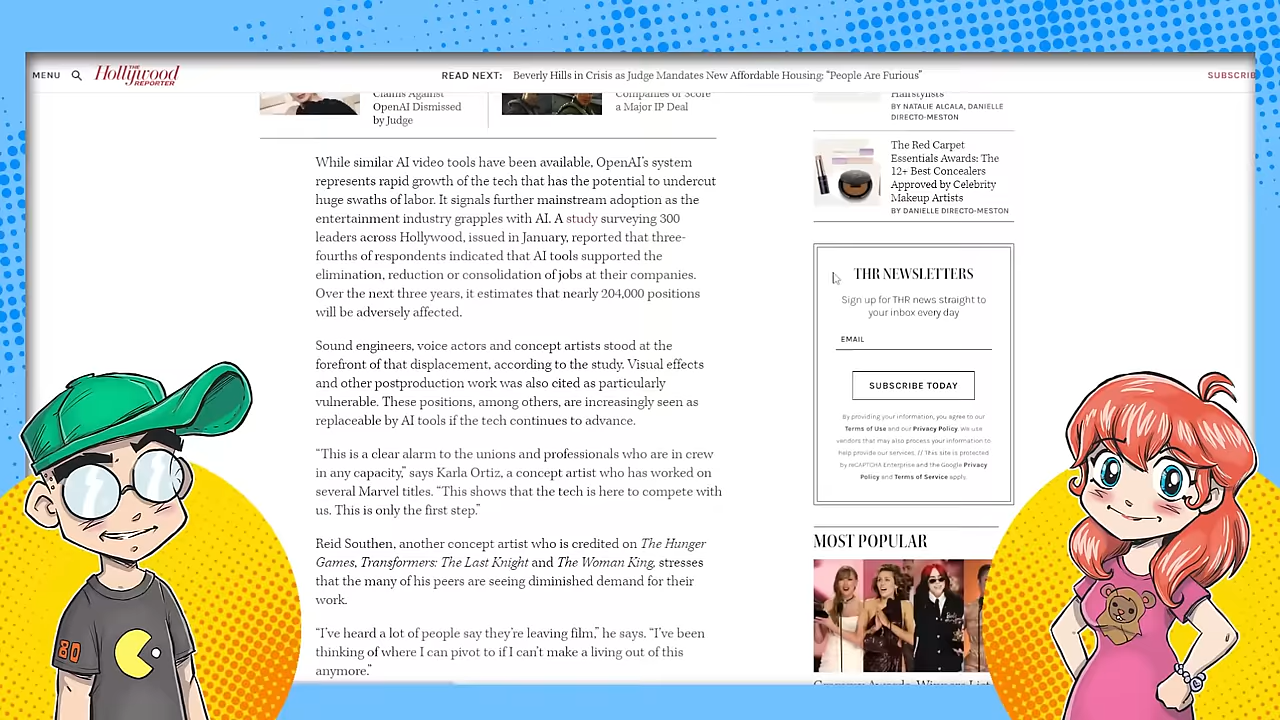 MENU
THE
Hollywood
REPORTER
READ NEXT: Beverly Hills in Crisis as Judge Mandates New Affordable Housing: “People Are Furious”
SUBSCRIB
Claims Against
OpenAI Dismissed
by Judge
Companies or Score
a Major IP Deal
While similar AI video tools have been available, OpenAI’s system
represents rapid growth of the tech that has the potential to undercut
huge swaths of labor. It signals further mainstream adoption as the
entertainment industry grapples with AI. A study surveying 300
leaders across Hollywood, issued in January, reported that three-
fourths of respondents indicated that AI tools supported the
elimination, reduction or consolidation of jobs at their companies.
Over the next three years, it estimates that nearly 204,000 positions
will be adversely affected.
Sound engineers, voice actors and concept artists stood at the
forefront of that displacement, according to the study. Visual effects
and other postproduction work was also cited as particularly
vulnerable. These positions, among others, are increasingly seen as
replaceable by AI tools if the tech continues to advance.
“This is a clear alarm to the unions and professionals who are in crew
in any capacity,” says Karla Ortiz, a concept artist who has worked on
several Marvel titles. “This shows that the tech is here to compete with
us. This is only the first step.”
Reid Southen, another concept artist who is credited on The Hunger
Games, Transformers: The Last Knight and The Woman King, stresses
that the many of his peers are seeing diminished demand for their
work.
“I’ve heard a lot of people say they’re leaving film,” he says. “I’ve been
thinking of where I can pivot to if I can’t make a living out of this
anymore.”
Hairstylists
BY NATALIE ALCALA, DANIELLE
DIRECTO-MESTON
The Red Carpet
Essentials Awards: The
12+ Best Concealers
Approved by Celebrity
Makeup Artists
BY DANIELLE DIRECTO-MESTON
THR NEWSLETTERS
Sign up for THR news straight to
your inbox every day
EMAIL
SUBSCRIBE TODAY
By providing your information, you agree to our
Terms of Use and our Privacy Policy. We use
vendors that may also process your information to
help provide our services. // This site is protected
by reCAPTCHA Enterprise and the Google Privacy
Policy and Terms of Service apply.
MOST POPULAR
Grammy Awards: Winners List
80